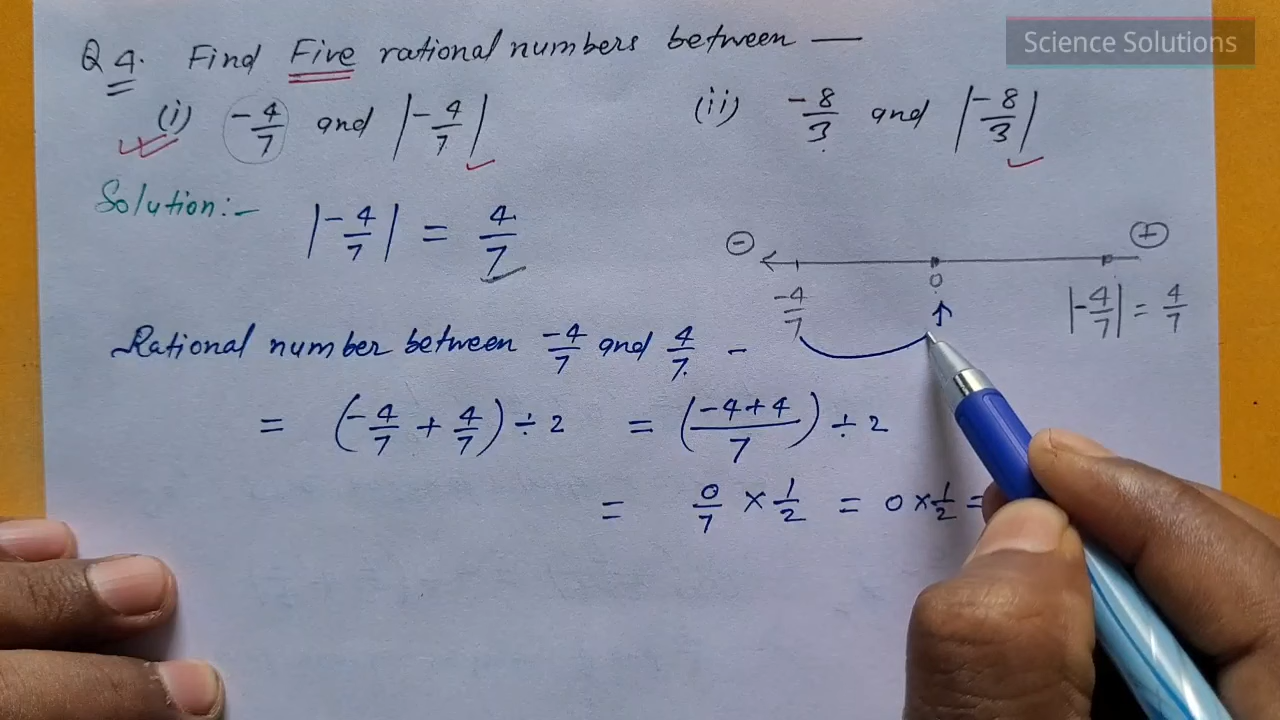 Science Solutions
Q 4. Find Five rational numbers between —
(i) -4/7 and |-4/7| (ii) -8/3 and |-8/3|
Solution:-
|-4/7| = 4/7
⊖ ⊕
-4/7 0 |-4/7| = 4/7
Rational number between -4/7 and 4/7 -
= (-4/7 + 4/7) ÷ 2 = (-4+4/7) ÷ 2
= 0/7 × 1/2 = 0 × 1/2 =